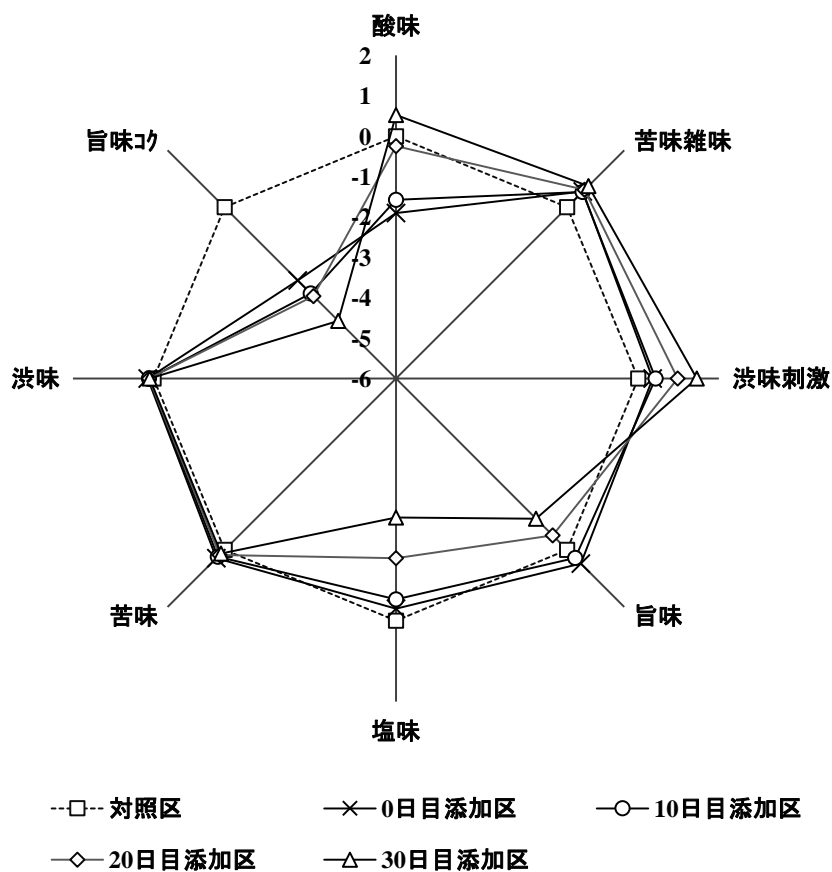 酸味
2
1
旨味コク
0
苦味雑味
-1
-2
-3
-4
-5
渋味
-6
渋味刺激
苦味
旨味
塩味
対照区 0日目添加区 10日目添加区
20日目添加区 30日目添加区